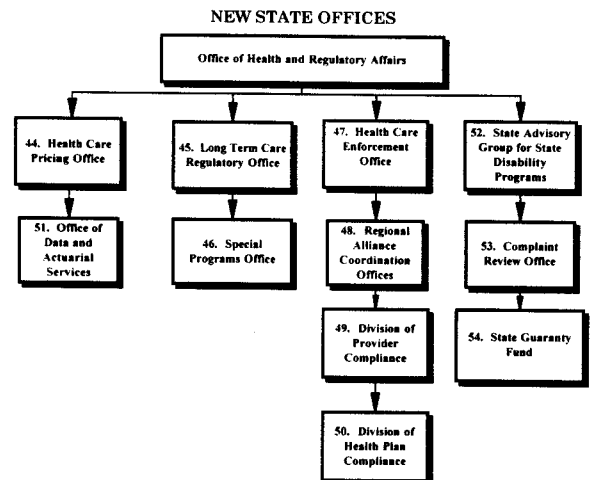 NEW STATE OFFICES
Office of Health and Regulatory Affairs
44. Health Care
Pricing Office
45. Long Term Care
Regulatory Office
47. Health Care
Enforcement
Office
52. State Advisory
Group for State
Disability
Programs
51. Office of
Data and
Actuarial
Services
46. Special
Programs Office
48. Regional
Alliance
Coordination
Offices
53. Complaint
Review Office
49. Division of
Provider
Compliance
54. State Guaranty
Fund
50. Division of
Health Plan
Compliance